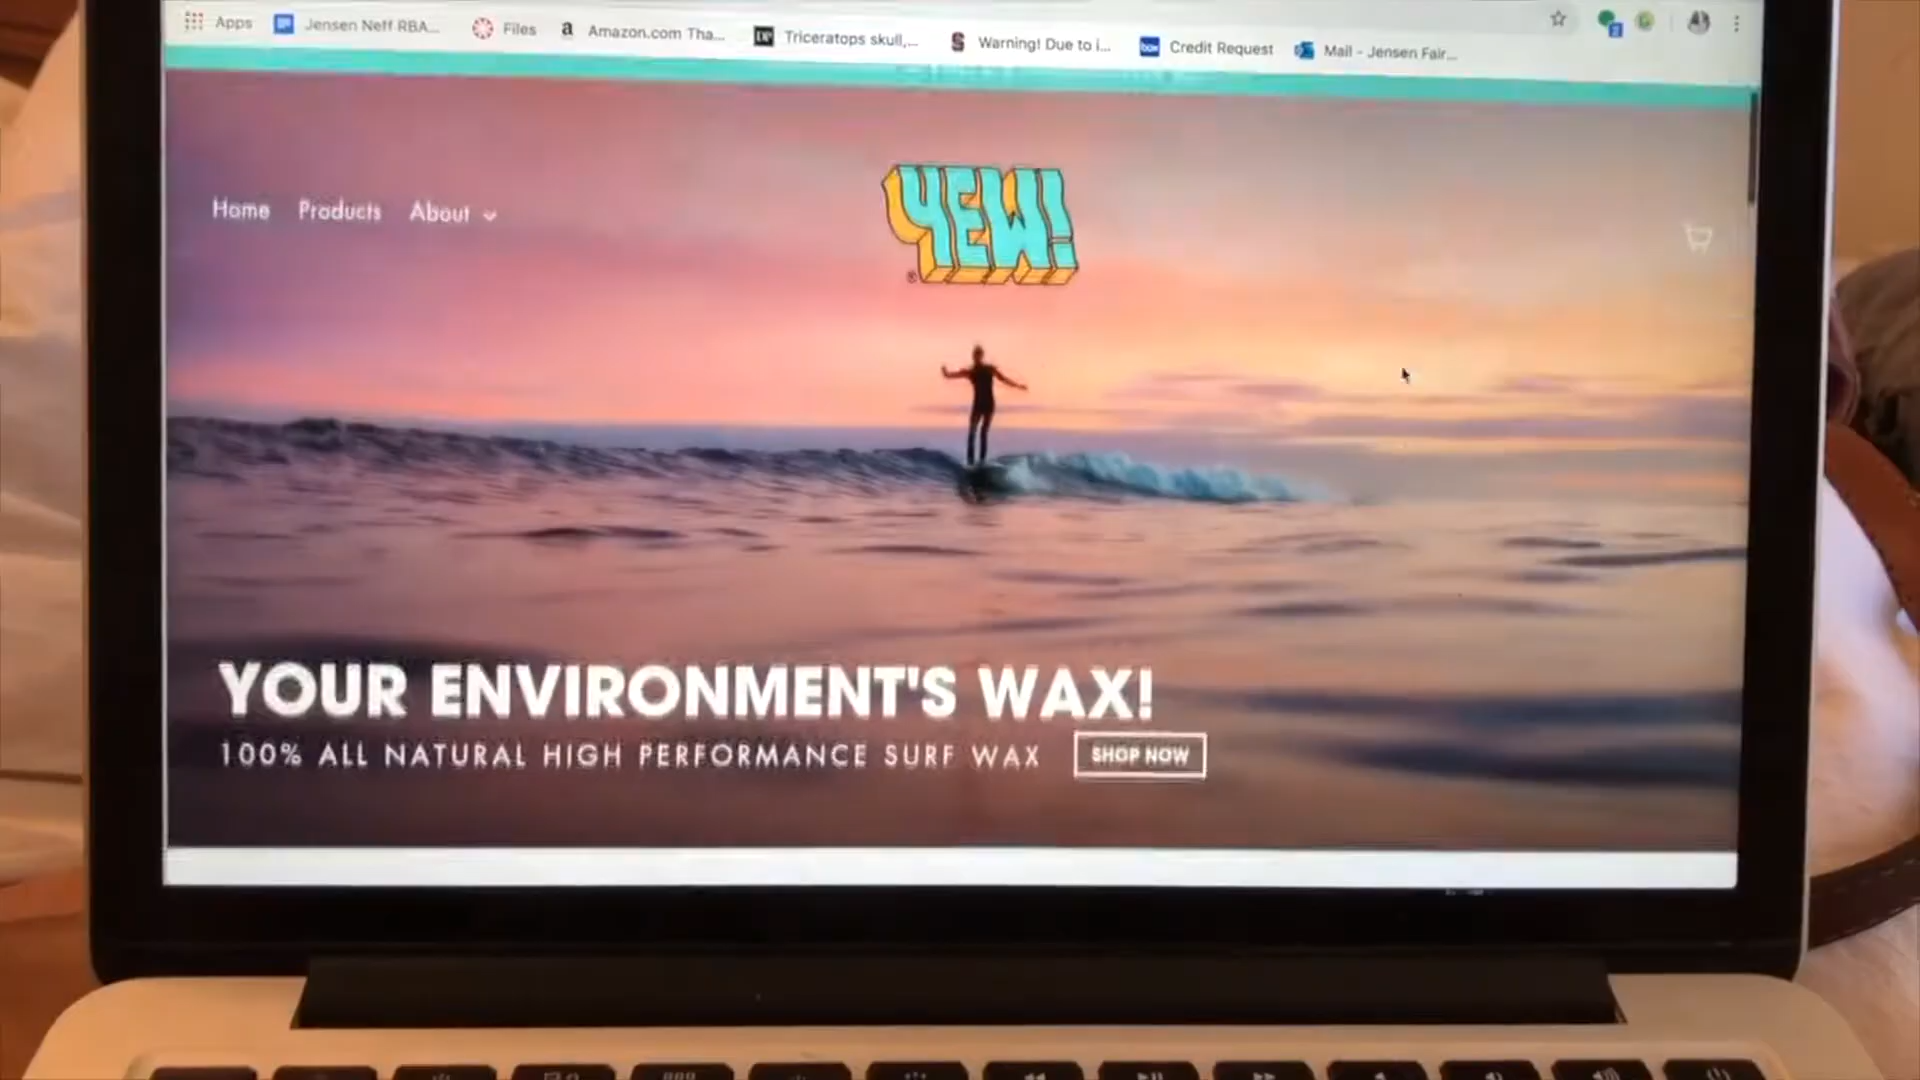 Apps Jensen Neff RBA... Files Amazon.com Tha... Triceratops skull,... Warning! Due to i... Credit Request Mail - Jensen Fair...
Home Products About
YEW!
®
YOUR ENVIRONMENT'S WAX!
100% ALL NATURAL HIGH PERFORMANCE SURF WAX SHOP NOW